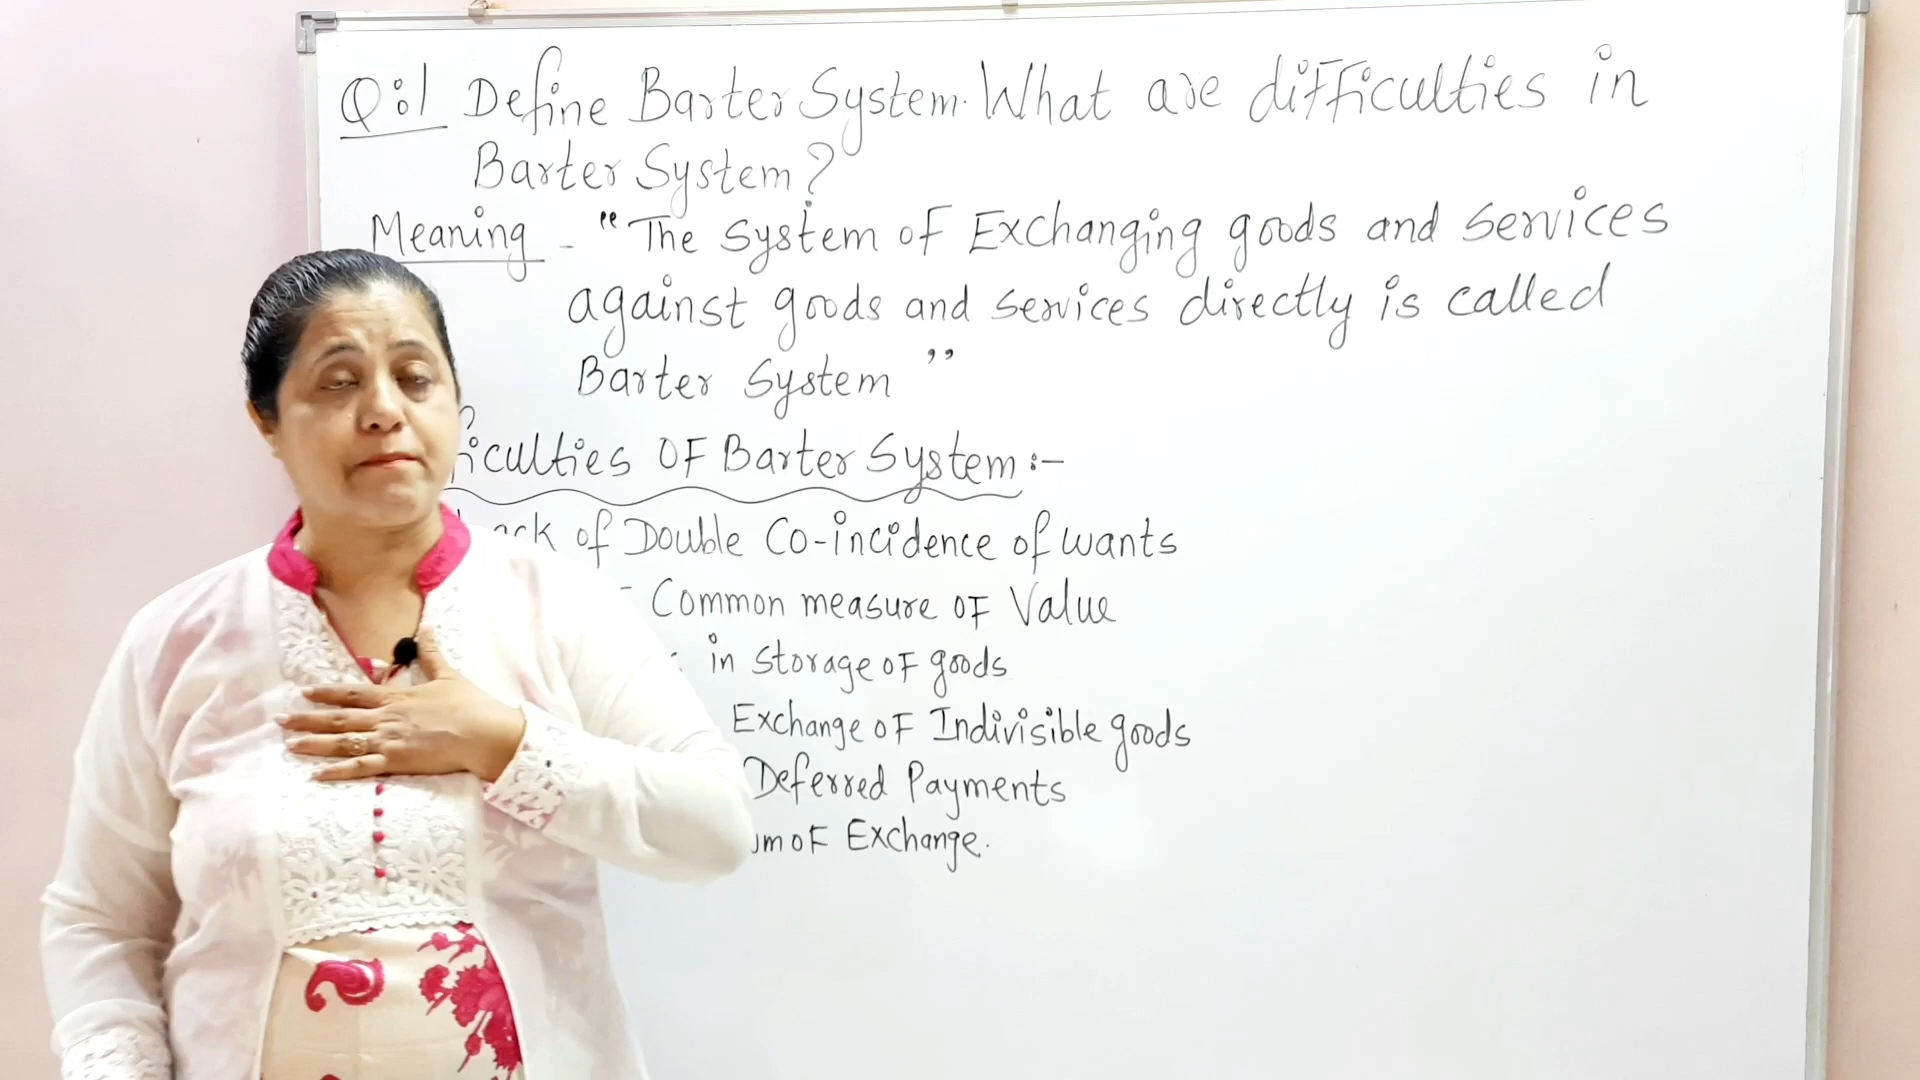 Q:1 Define Barter System. What are difficulties in
Barter System?
Meaning - "The System of Exchanging goods and services
against goods and services directly is called
Barter System"
of Barter System :-
of Double Co-incidence of wants
Common measure of Value
in storage of goods
Exchange of Indivisible goods
Deferred Payments
of Exchange.